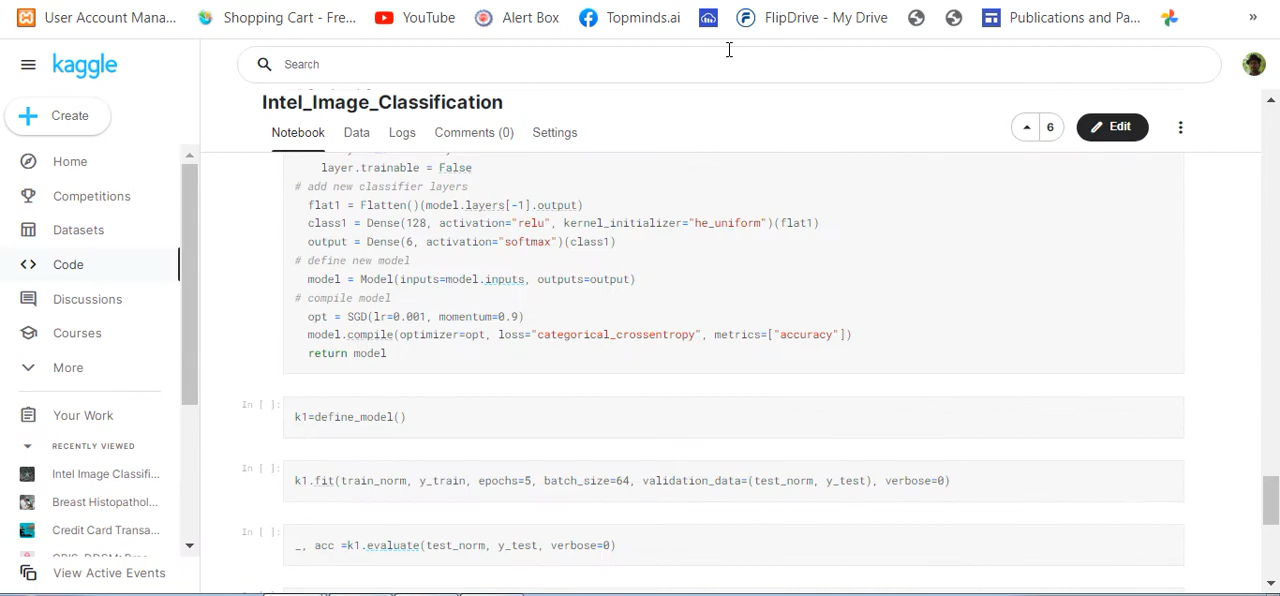 User Account Mana... Shopping Cart - Fre... YouTube Alert Box Topminds.ai FlipDrive - My Drive Publications and Pa... »
kaggle
Search
Create
Home
Competitions
Datasets
Code
Discussions
Courses
More
Your Work
RECENTLY VIEWED
Intel Image Classifi...
Breast Histopathol...
Credit Card Transa...
View Active Events
Intel_Image_Classification
Notebook Data Logs Comments (0) Settings
6 Edit
layer.trainable = False
# add new classifier layers
flat1 = Flatten()(model.layers[-1].output)
class1 = Dense(128, activation="relu", kernel_initializer="he_uniform")(flat1)
output = Dense(6, activation="softmax")(class1)
# define new model
model = Model(inputs=model.inputs, outputs=output)
# compile model
opt = SGD(lr=0.001, momentum=0.9)
model.compile(optimizer=opt, loss="categorical_crossentropy", metrics=["accuracy"])
return model
In [ ]:
k1=define_model()
In [ ]:
k1.fit(train_norm, y_train, epochs=5, batch_size=64, validation_data=(test_norm, y_test), verbose=0)
In [ ]:
_, acc =k1.evaluate(test_norm, y_test, verbose=0)